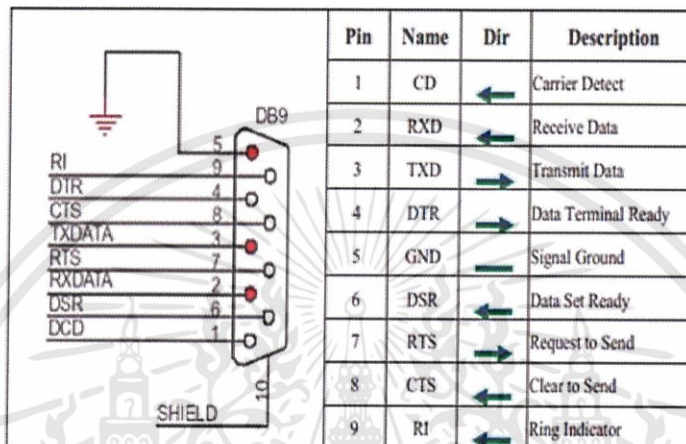 DB9
5
RI 9
DTR 4
CTS 8
TXDATA 3
RTS 7
RXDATA 2
DSR 6
DCD 1
10
SHIELD
Pin Name Dir Description
1 CD Carrier Detect
2 RXD Receive Data
3 TXD Transmit Data
4 DTR Data Terminal Ready
5 GND Signal Ground
6 DSR Data Set Ready
7 RTS Request to Send
8 CTS Clear to Send
9 RI Ring Indicator